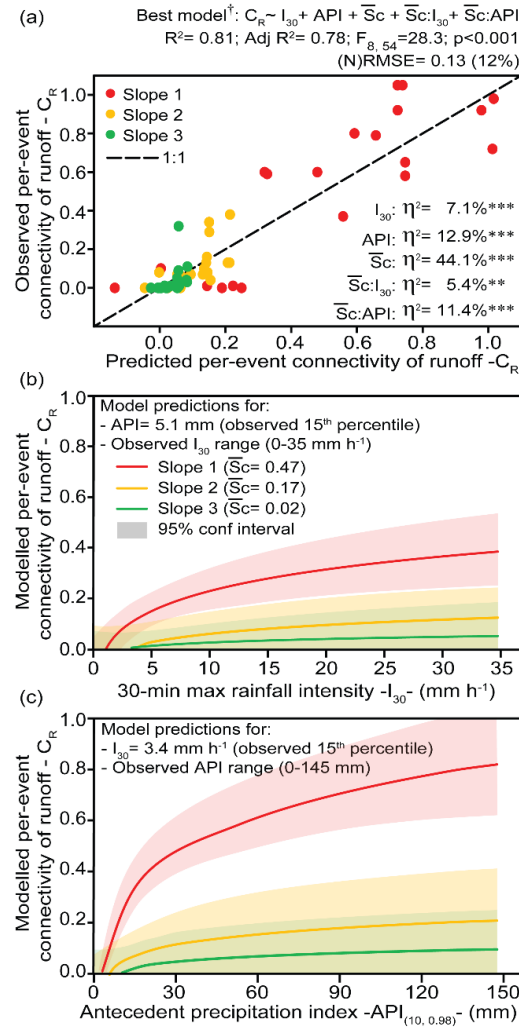 (a)
Best model†: CR~ I30 + API + S̅c̅ + S̅c̅:I30 + S̅c̅:API
R²= 0.81; Adj R²= 0.78; F8, 54=28.3; p<0.001
(N)RMSE= 0.13 (12%)
Observed per-event
connectivity of runoff - CR
1.0
0.8
0.6
0.4
0.2
0.0
Slope 1
Slope 2
Slope 3
1:1
I30: η²= 7.1%***
API: η²= 12.9%***
S̅c̅: η²= 44.1%***
S̅c̅:I30: η²= 5.4%**
S̅c̅:API: η²= 11.4%***
0.0 0.2 0.4 0.6 0.8 1.0
Predicted per-event connectivity of runoff -CR
(b)
Modelled per-event
connectivity of runoff - CR
1.0
0.8
0.6
0.4
0.2
0.0
Model predictions for:
- API= 5.1 mm (observed 15th percentile)
- Observed I30 range (0-35 mm h-1)
Slope 1 (S̅c̅= 0.47)
Slope 2 (S̅c̅= 0.17)
Slope 3 (S̅c̅= 0.02)
95% conf interval
0 5 10 15 20 25 30 35
30-min max rainfall intensity -I30- (mm h-1)
(c)
Modelled per-event
connectivity of runoff - CR
1.0
0.8
0.6
0.4
0.2
0.0
Model predictions for:
- I30= 3.4 mm h-1 (observed 15th percentile)
- Observed API range (0-145 mm)
0 30 60 90 120 150
Antecedent precipitation index -API(10, 0.98)- (mm)